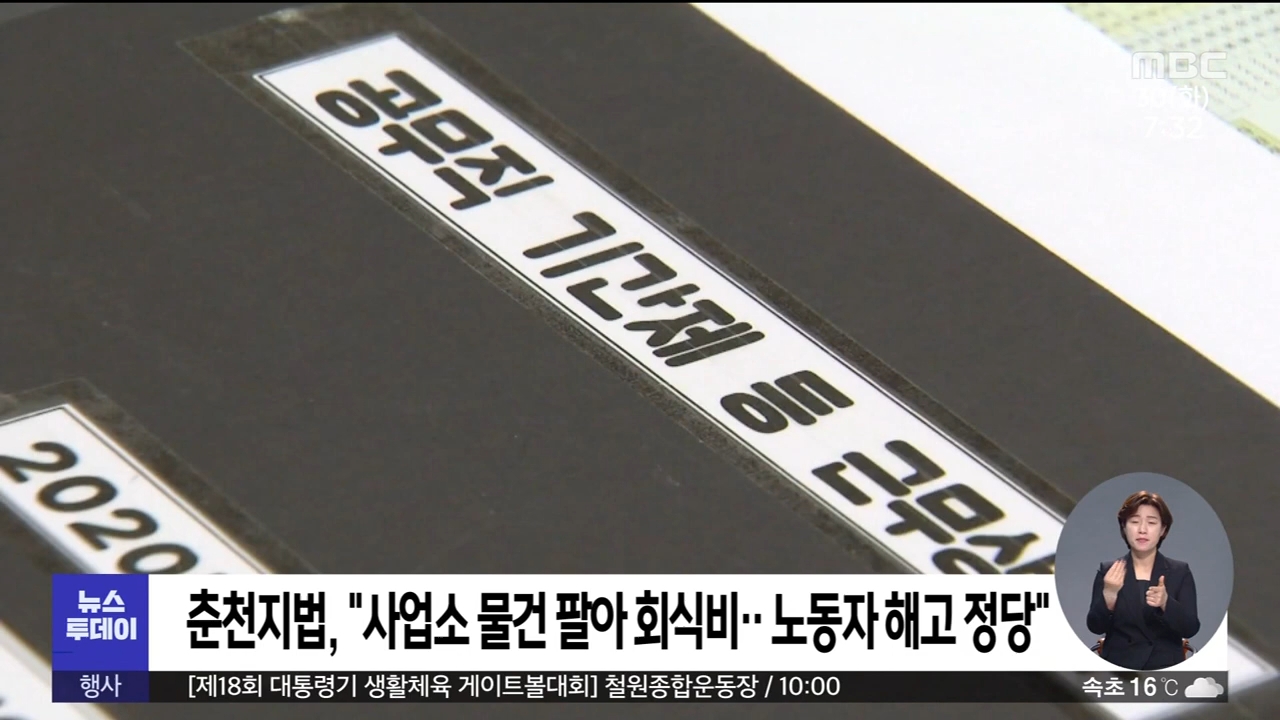 MBC
7:32
공무직 기간제 등 근무상
2020
뉴스
투데이
춘천지법, "사업소 물건 팔아 회식비‥ 노동자 해고 정당"
행사
[제18회 대통령기 생활체육 게이트볼대회] 철원종합운동장 / 10:00
속초 16℃